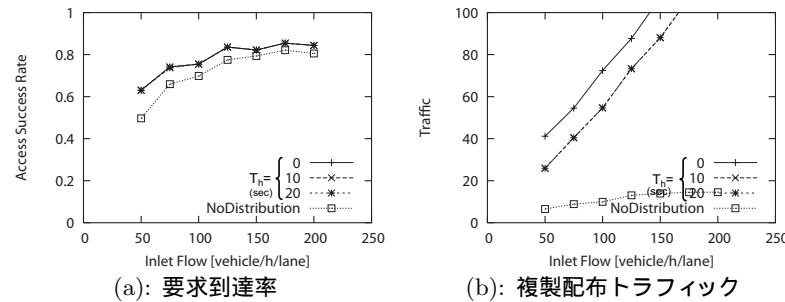 1
0.8
0.6
0.4
0.2
0
Access Success Rate
0 50 100 150 200 250
Inlet Flow [vehicle/h/lane]
Th= (sec)
0
10
20
NoDistribution
(a): 要求到達率
100
80
60
40
20
0
Traffic
0 50 100 150 200 250
Inlet Flow [vehicle/h/lane]
Th= (sec)
0
10
20
NoDistribution
(b): 複製配布トラフィック